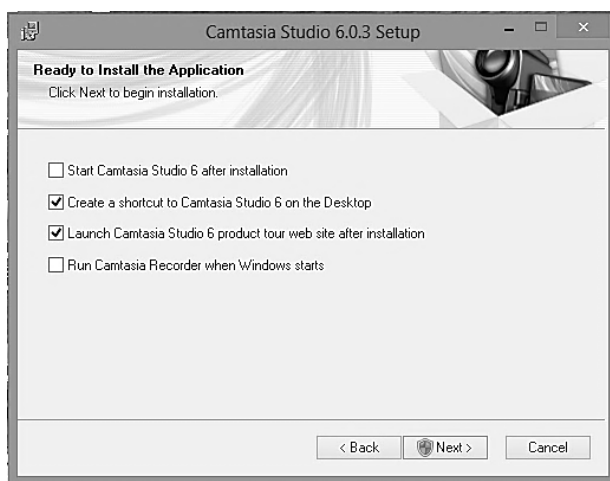 Camtasia Studio 6.0.3 Setup
Ready to Install the Application
Click Next to begin installation.
Start Camtasia Studio 6 after installation
Create a shortcut to Camtasia Studio 6 on the Desktop
Launch Camtasia Studio 6 product tour web site after installation
Run Camtasia Recorder when Windows starts
< Back Next > Cancel